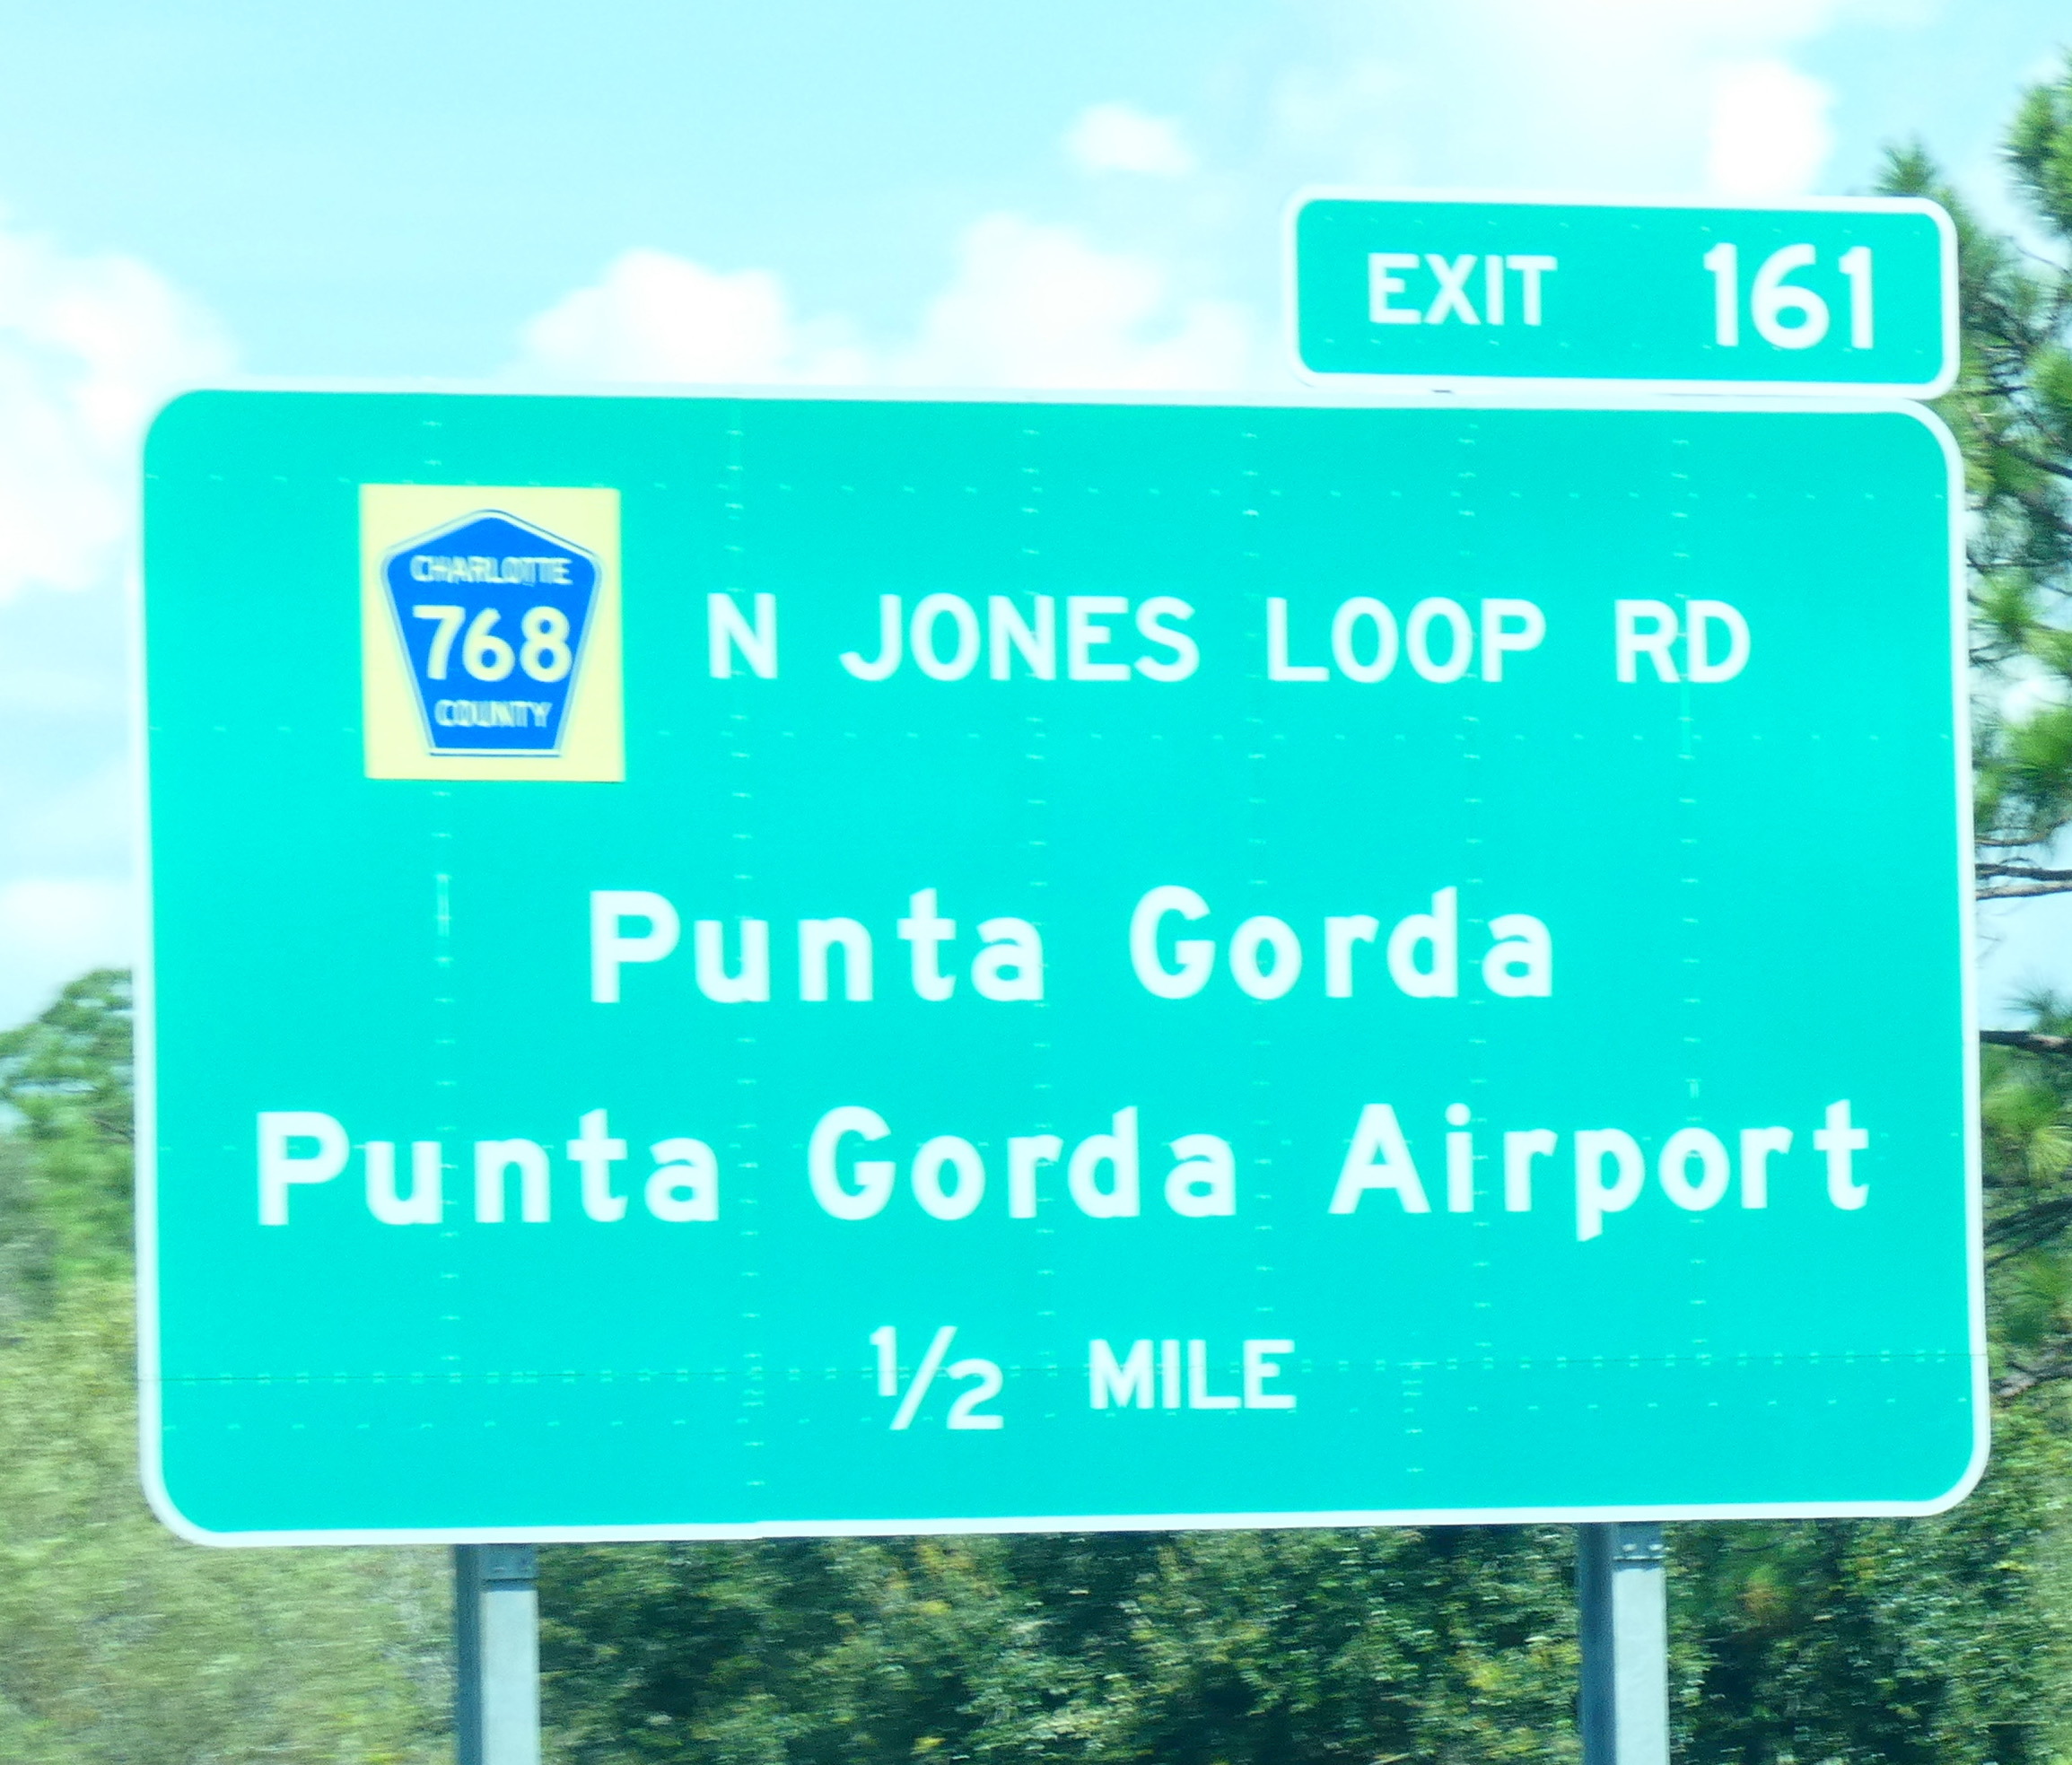 EXIT 161
CHARLOTTE
768
COUNTY
N JONES LOOP RD
Punta Gorda
Punta Gorda Airport
1/2 MILE